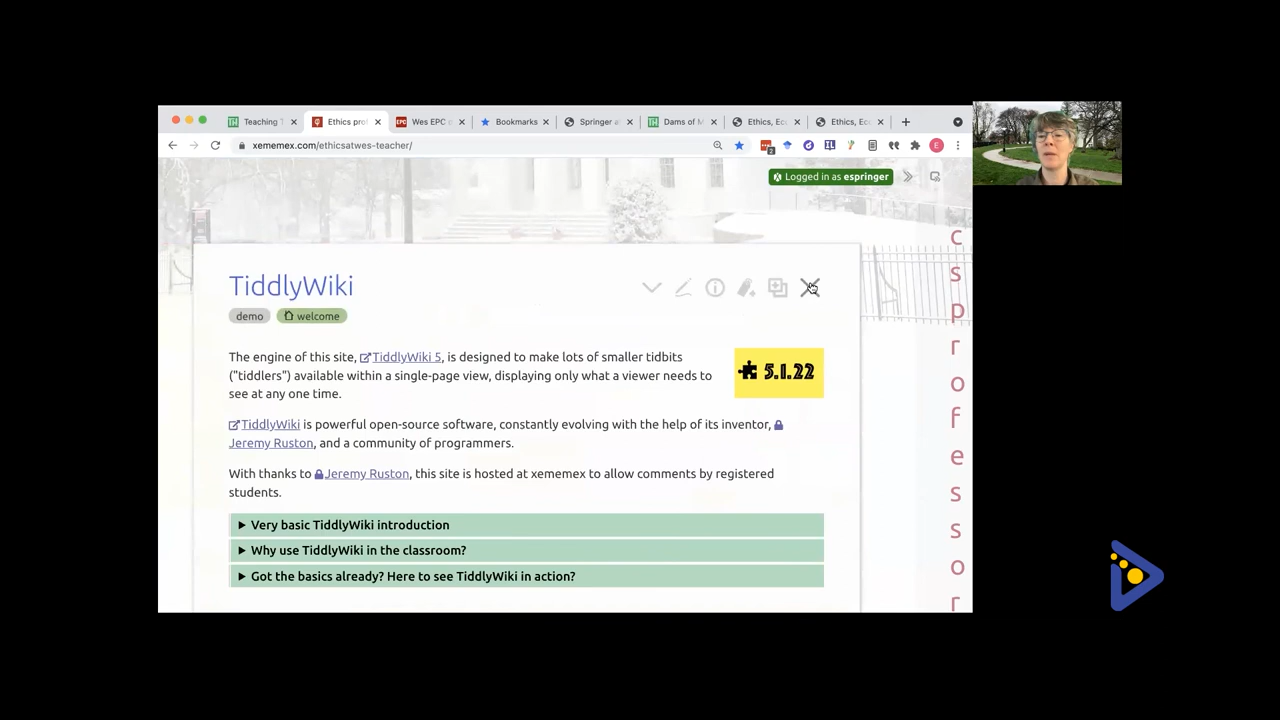 Teaching T
Ethics prof
Wes EPC c
Bookmarks
Springer a
Dams of M
Ethics, Eco
Ethics, Eco
xememex.com/ethicsatwes-teacher/
2
IL
E
Logged in as espringer
c
s
p
r
o
f
e
s
s
o
r
TiddlyWiki
demo
welcome
The engine of this site, TiddlyWiki 5, is designed to make lots of smaller tidbits
("tiddlers") available within a single-page view, displaying only what a viewer needs to
see at any one time.
5.1.22
TiddlyWiki is powerful open-source software, constantly evolving with the help of its inventor,
Jeremy Ruston, and a community of programmers.
With thanks to Jeremy Ruston, this site is hosted at xememex to allow comments by registered
students.
Very basic TiddlyWiki introduction
Why use TiddlyWiki in the classroom?
Got the basics already? Here to see TiddlyWiki in action?